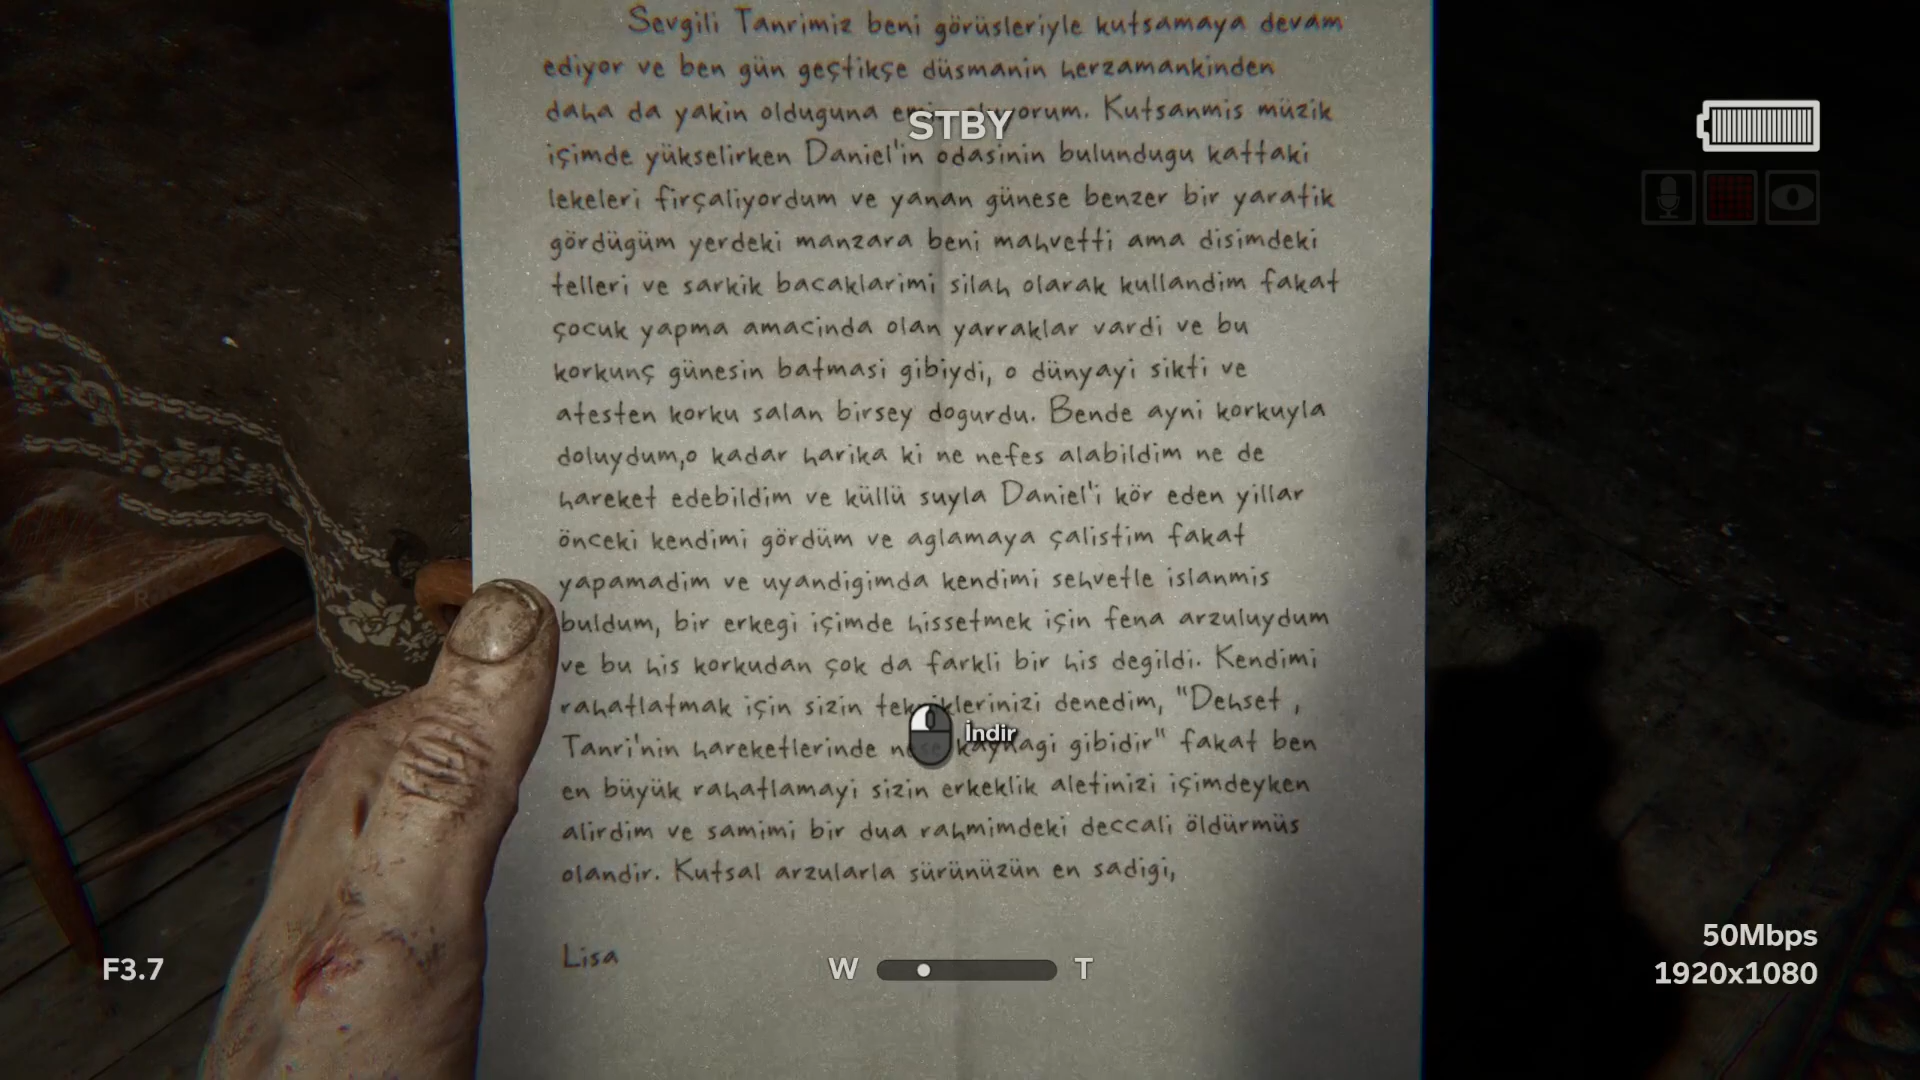 Sevgili Tanrimiz beni görüsleriyle kutsamaya devam
ediyor ve ben gün geçtikçe düsmanin herzamankinden
daha da yakin olduguna
STBY
Kutsanmis müzik
içimde yükselirken Daniel'in odasinin bulundugu kattaki
lekeleri firçaliyordum ve yanan günese benzer bir yaratik
gördügüm yerdeki manzara beni mahvetti ama disimdeki
telleri ve sarkik bacaklarimi silah olarak kullandim fakat
çocuk yapma amacinda olan yarraklar vardi ve bu
korkunç günesin batmasi gibiydi, o dünyayi sikti ve
atesten korku salan birsey dogurdu. Bende ayni korkuyla
doluydum,o kadar harika ki ne nefes alabildim ne de
hareket edebildim ve küllü suyla Daniel'i kör eden yillar
önceki kendimi gördüm ve aglamaya çalistim fakat
yapamadim ve uyandigimda kendimi sehvetle islanmis
buldum, bir erkegi içimde hissetmek için fena arzuluydum
ve bu his korkudan çok da farkli bir his degildi. Kendimi
rahatlatmak için sizin denedim, "Dehset ,
İndir
Tanri'nin hareketlerinde gibidir" fakat ben
en büyük rahatlamayi sizin erkeklik aletinizi içimdeyken
alirdim ve samimi bir dua rahmimdeki deccali öldürmüs
olandir. Kutsal arzularla sürünüzün en sadigi,
Lisa
F3.7
W T
50Mbps
1920x1080